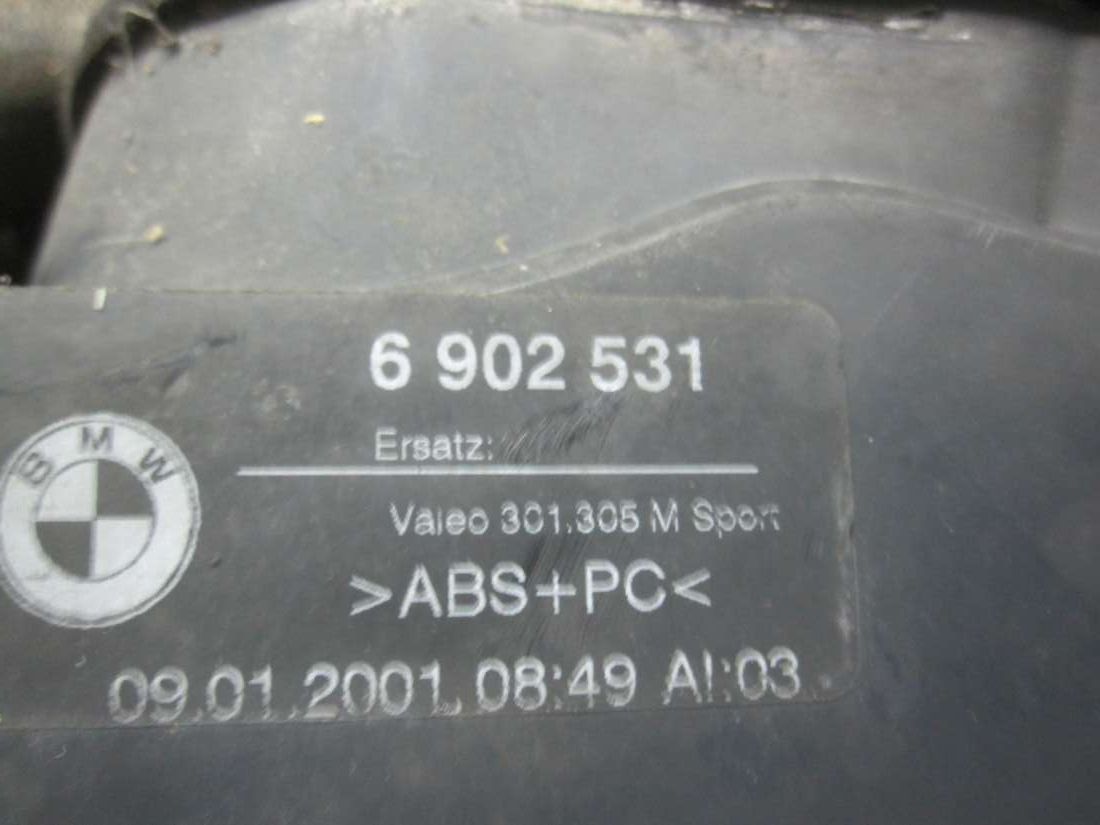 6 902 531
Ersatz:
BMW
Valeo 301.305 M Sport
>ABS+PC<
09.01.2001 08:49 AI:03